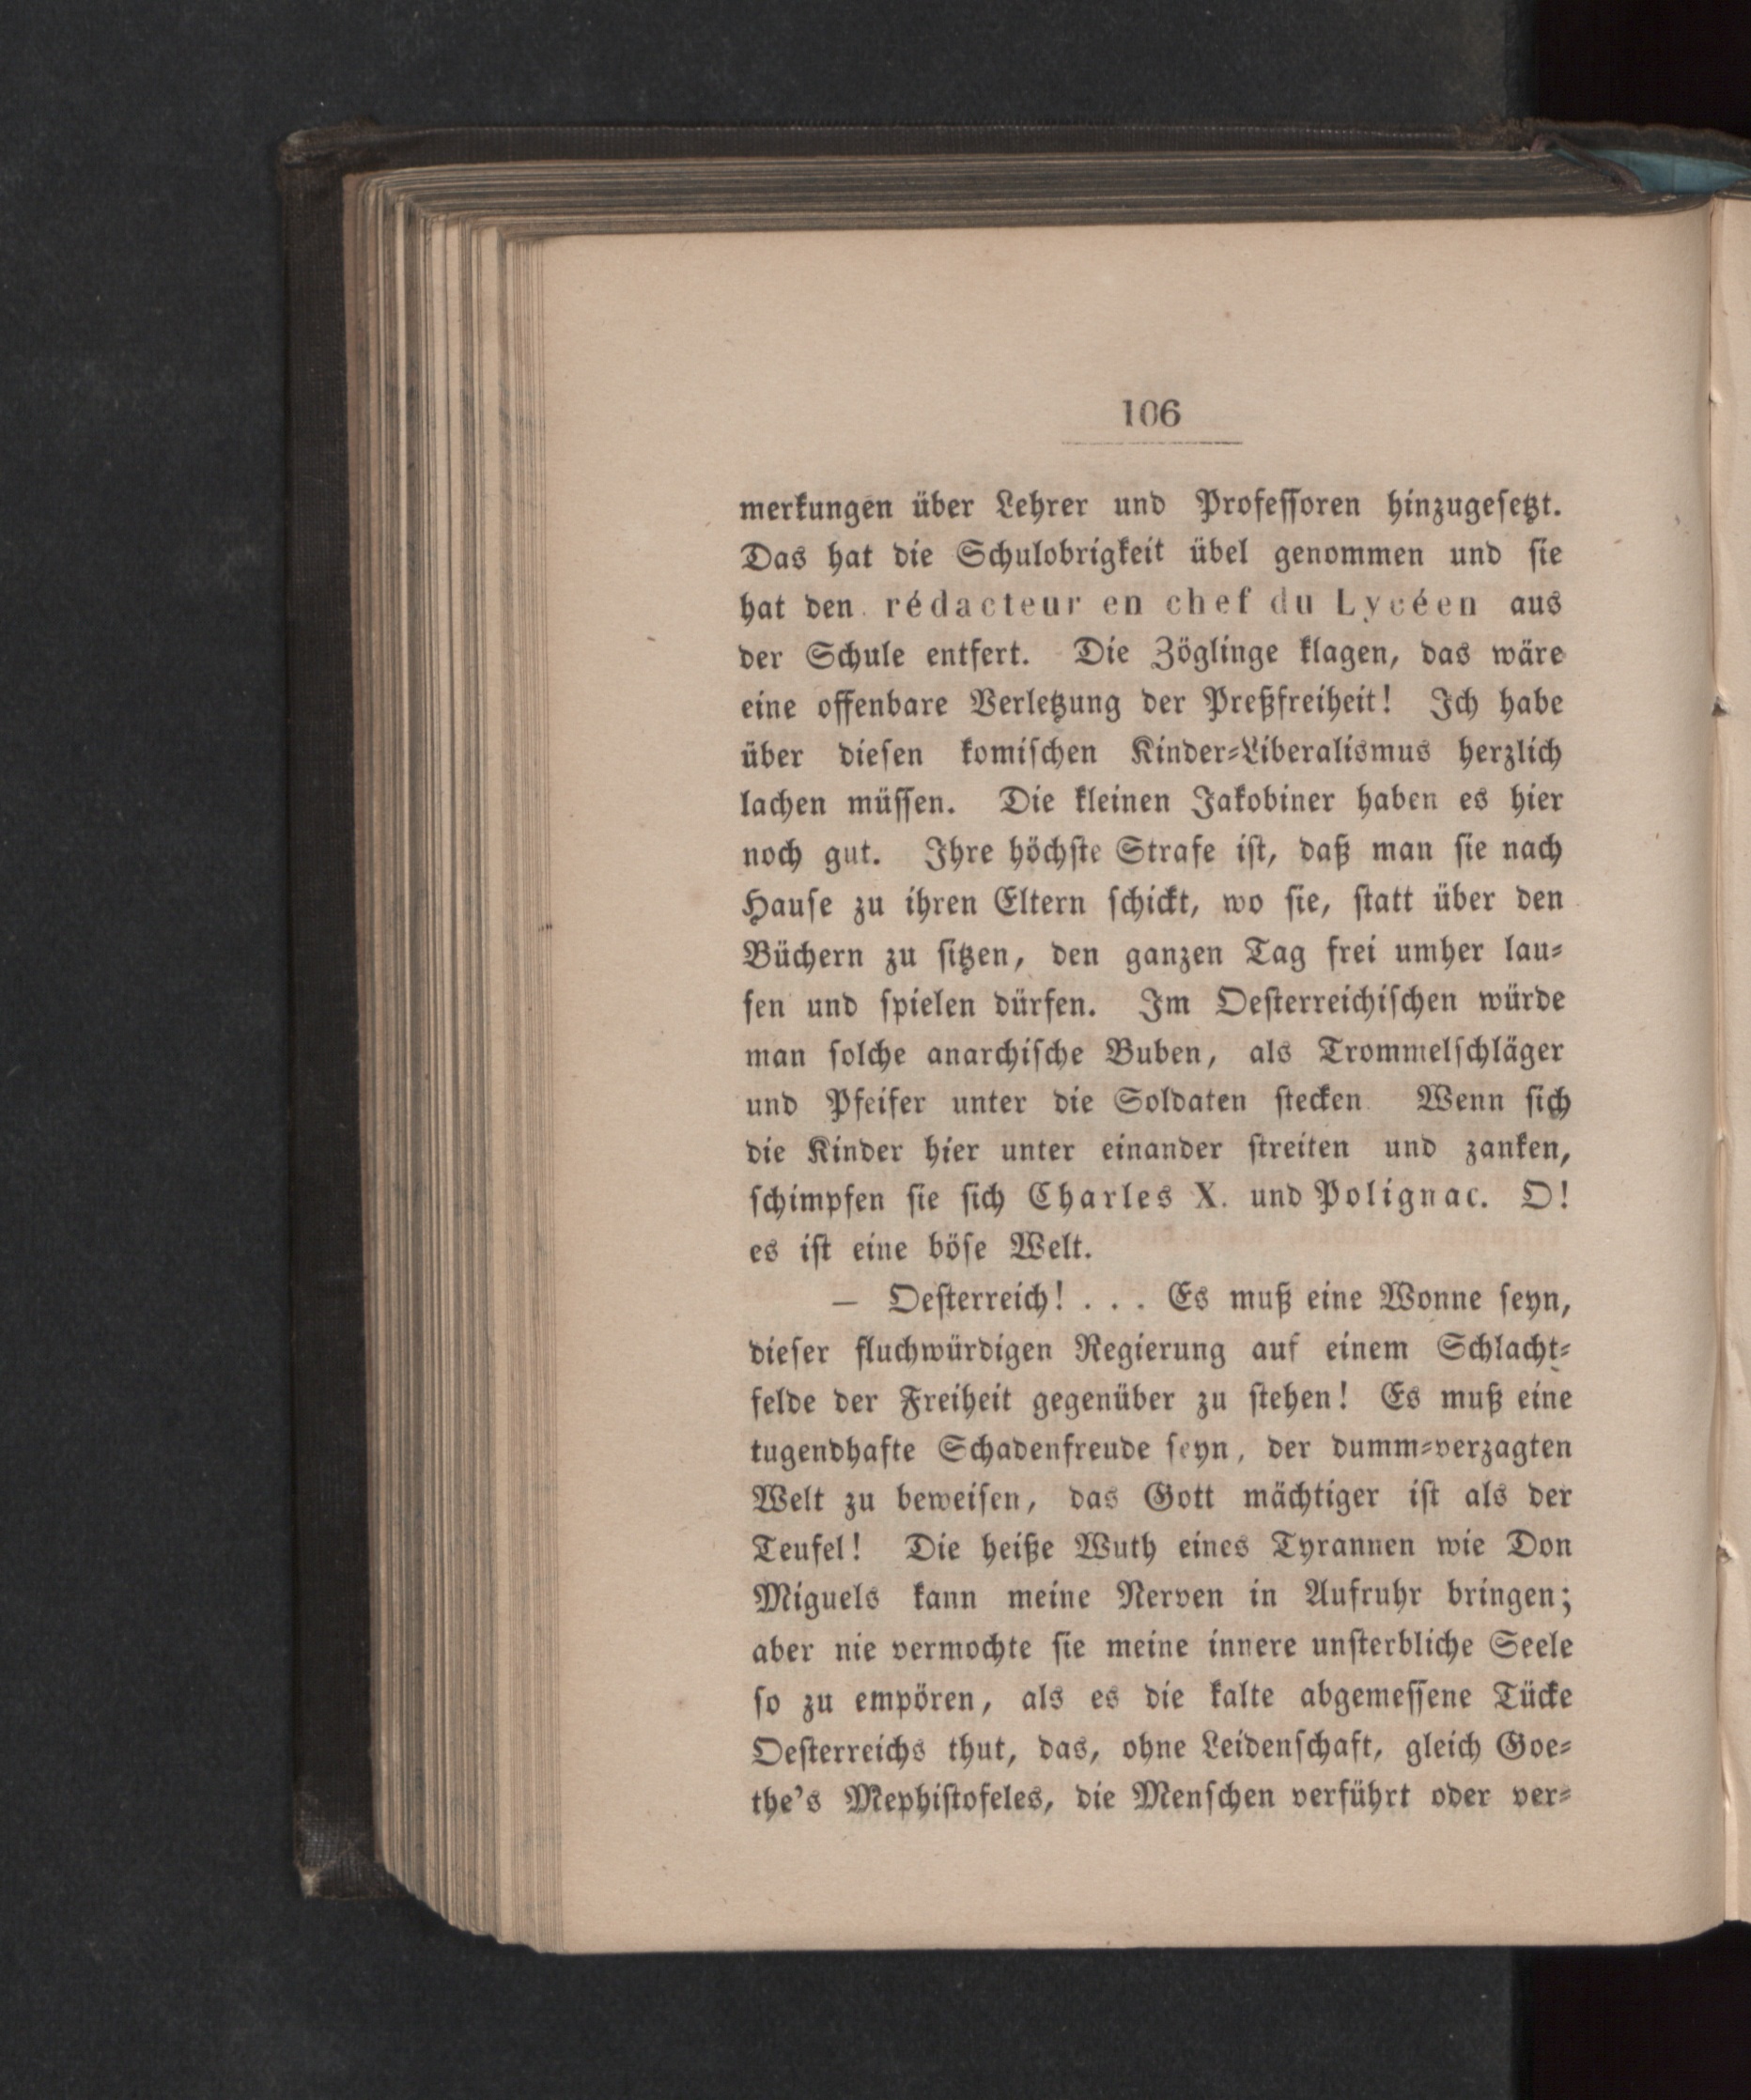 106
merkungen über Lehrer und Professoren hinzugesetzt.
Das hat die Schulobrigkeit übel genommen und sie
hat den rédacteur en chef du Lycéen aus
der Schule entfert. Die Zöglinge klagen, das wäre
eine offenbare Verletzung der Preßfreiheit! Ich habe
über diesen komischen Kinder-Liberalismus herzlich
lachen müssen. Die kleinen Jakobiner haben es hier
noch gut. Ihre höchste Strafe ist, daß man sie nach
Hause zu ihren Eltern schickt, wo sie, statt über den
Büchern zu sitzen, den ganzen Tag frei umher lau-
fen und spielen dürfen. Im Oesterreichischen würde
man solche anarchische Buben, als Trommelschläger
und Pfeifer unter die Soldaten stecken. Wenn sich
die Kinder hier unter einander streiten und zanken,
schimpfen sie sich Charles X. und Polignac. O!
es ist eine böse Welt.
— Oesterreich! . . . Es muß eine Wonne seyn,
dieser fluchwürdigen Regierung auf einem Schlacht-
felde der Freiheit gegenüber zu stehen! Es muß eine
tugendhafte Schadenfreude seyn, der dumm-verzagten
Welt zu beweisen, das Gott mächtiger ist als der
Teufel! Die heiße Wuth eines Tyrannen wie Don
Miguels kann meine Nerven in Aufruhr bringen;
aber nie vermochte sie meine innere unsterbliche Seele
so zu empören, als es die kalte abgemessene Tücke
Oesterreichs thut, das, ohne Leidenschaft, gleich Goe-
the's Mephistofeles, die Menschen verführt oder ver-